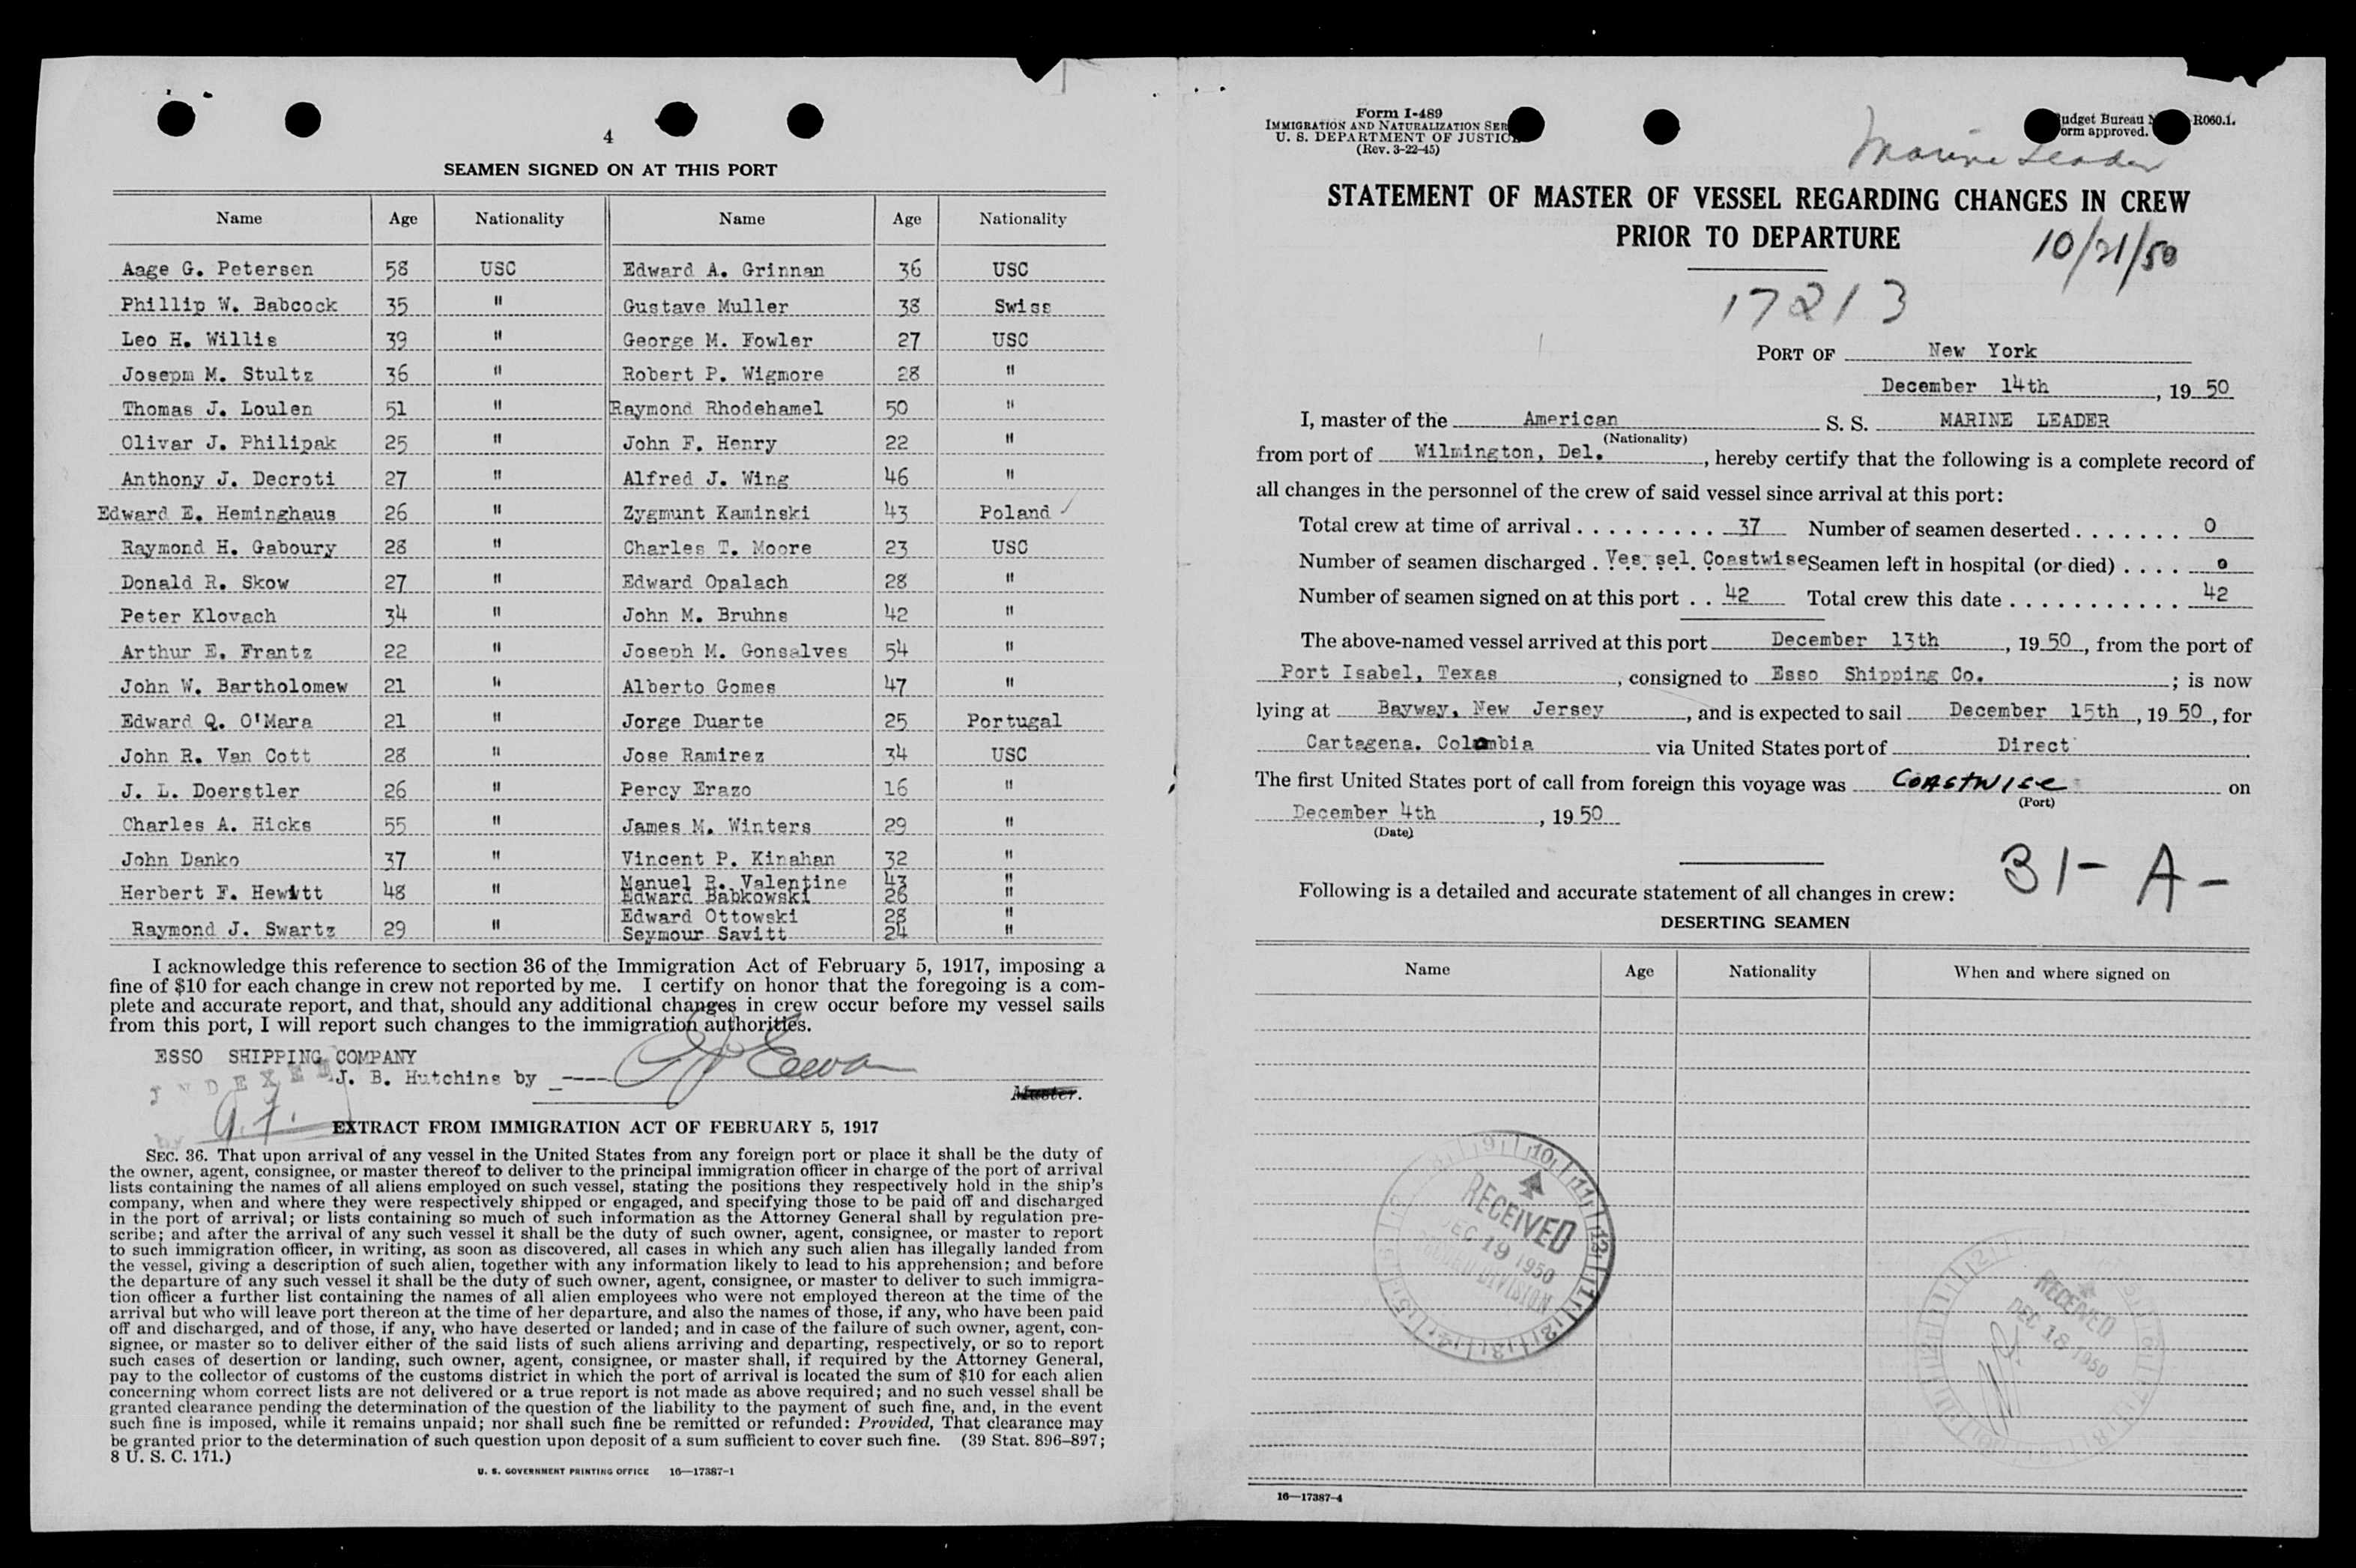 4
SEAMEN SIGNED ON AT THIS PORT
Name Age Nationality Name Age Nationality
Aage G. Petersen 58 USC Edward A. Grinnan 36 USC
Phillip W. Babcock 35 " Gustave Muller 38 Swiss
Leo H. Willis 39 " George M. Fowler 27 USC
Josepm M. Stultz 36 " Robert P. Wigmore 28 "
Thomas J. Loulen 51 " Raymond Rhodehamel 50 "
Olivar J. Philipak 25 " John F. Henry 22 "
Anthony J. Decroti 27 " Alfred J. Wing 46 "
Edward E. Heminghaus 26 " Zygmunt Kaminski 43 Poland ✓
Raymond H. Gaboury 28 " Charles T. Moore 23 USC
Donald R. Skow 27 " Edward Opalach 28 "
Peter Klovach 34 " John M. Bruhns 42 "
Arthur E. Frantz 22 " Joseph M. Gonsalves 54 "
John W. Bartholomew 21 " Alberto Gomes 47 "
Edward Q. O'Mara 21 " Jorge Duarte 25 Portugal
John R. Van Cott 28 " Jose Ramirez 34 USC
J. L. Doerstler 26 " Percy Erazo 16 "
Charles A. Hicks 55 " James M. Winters 29 "
John Danko 37 " Vincent P. Kinahan 32 "
Manuel R. Valentine 43 "
Herbert F. Hewitt 48 " Edward Babkowski 26 "
Edward Ottowski 28 "
Raymond J. Swartz 29 " Seymour Savitt 24 "
I acknowledge this reference to section 36 of the Immigration Act of February 5, 1917, imposing a
fine of $10 for each change in crew not reported by me. I certify on honor that the foregoing is a com-
plete and accurate report, and that, should any additional changes in crew occur before my vessel sails
from this port, I will report such changes to the immigration authorities.
ESSO SHIPPING COMPANY
INDEXED J. B. Hutchins by
Master.
by
EXTRACT FROM IMMIGRATION ACT OF FEBRUARY 5, 1917
SEC. 36. That upon arrival of any vessel in the United States from any foreign port or place it shall be the duty of
the owner, agent, consignee, or master thereof to deliver to the principal immigration officer in charge of the port of arrival
lists containing the names of all aliens employed on such vessel, stating the positions they respectively hold in the ship's
company, when and where they were respectively shipped or engaged, and specifying those to be paid off and discharged
in the port of arrival; or lists containing so much of such information as the Attorney General shall by regulation pre-
scribe; and after the arrival of any such vessel it shall be the duty of such owner, agent, consignee, or master to report
to such immigration officer, in writing, as soon as discovered, all cases in which any such alien has illegally landed from
the vessel, giving a description of such alien, together with any information likely to lead to his apprehension; and before
the departure of any such vessel it shall be the duty of such owner, agent, consignee, or master to deliver to such immigra-
tion officer a further list containing the names of all alien employees who were not employed thereon at the time of the
arrival but who will leave port thereon at the time of her departure, and also the names of those, if any, who have been paid
off and discharged, and of those, if any, who have deserted or landed; and in case of the failure of such owner, agent, con-
signee, or master so to deliver either of the said lists of such aliens arriving and departing, respectively, or so to report
such cases of desertion or landing, such owner, agent, consignee, or master shall, if required by the Attorney General,
pay to the collector of customs of the customs district in which the port of arrival is located the sum of $10 for each alien
concerning whom correct lists are not delivered or a true report is not made as above required; and no such vessel shall be
granted clearance pending the determination of the question of the liability to the payment of such fine, and, in the event
such fine is imposed, while it remains unpaid; nor shall such fine be remitted or refunded: Provided, That clearance may
be granted prior to the determination of such question upon deposit of a sum sufficient to cover such fine. (39 Stat. 896–897;
8 U. S. C. 171.)
U. S. GOVERNMENT PRINTING OFFICE 16—17387-1
Form I-489
IMMIGRATION AND NATURALIZATION SER
U. S. DEPARTMENT OF JUSTIC
(Rev. 3-22-45)
udget Bureau R060.1.
orm approved.
Marine Leader
STATEMENT OF MASTER OF VESSEL REGARDING CHANGES IN CREW
PRIOR TO DEPARTURE
10/21/50
17213
PORT OF New York
December 14th, 1950
I, master of the American S. S. MARINE LEADER
(Nationality)
from port of Wilmington, Del., hereby certify that the following is a complete record of
all changes in the personnel of the crew of said vessel since arrival at this port:
Total crew at time of arrival . . . . . . . . . 37 Number of seamen deserted . . . . . . . 0
Number of seamen discharged . Vessel Coastwise Seamen left in hospital (or died) . . . . 0
Number of seamen signed on at this port . . 42 Total crew this date . . . . . . . . . . . 42
The above-named vessel arrived at this port December 13th, 1950, from the port of
Port Isabel, Texas, consigned to Esso Shipping Co.; is now
lying at Bayway, New Jersey, and is expected to sail December 15th, 1950, for
Cartagena. Colombia via United States port of Direct
The first United States port of call from foreign this voyage was Coastwise on
(Port)
December 4th, 1950
(Date)
31- A-
Following is a detailed and accurate statement of all changes in crew:
DESERTING SEAMEN
Name Age Nationality When and where signed on
RECEIVED
DEC 19 1950
DIVISION
RECEIVED
DEC 18 1950
16—17387-4